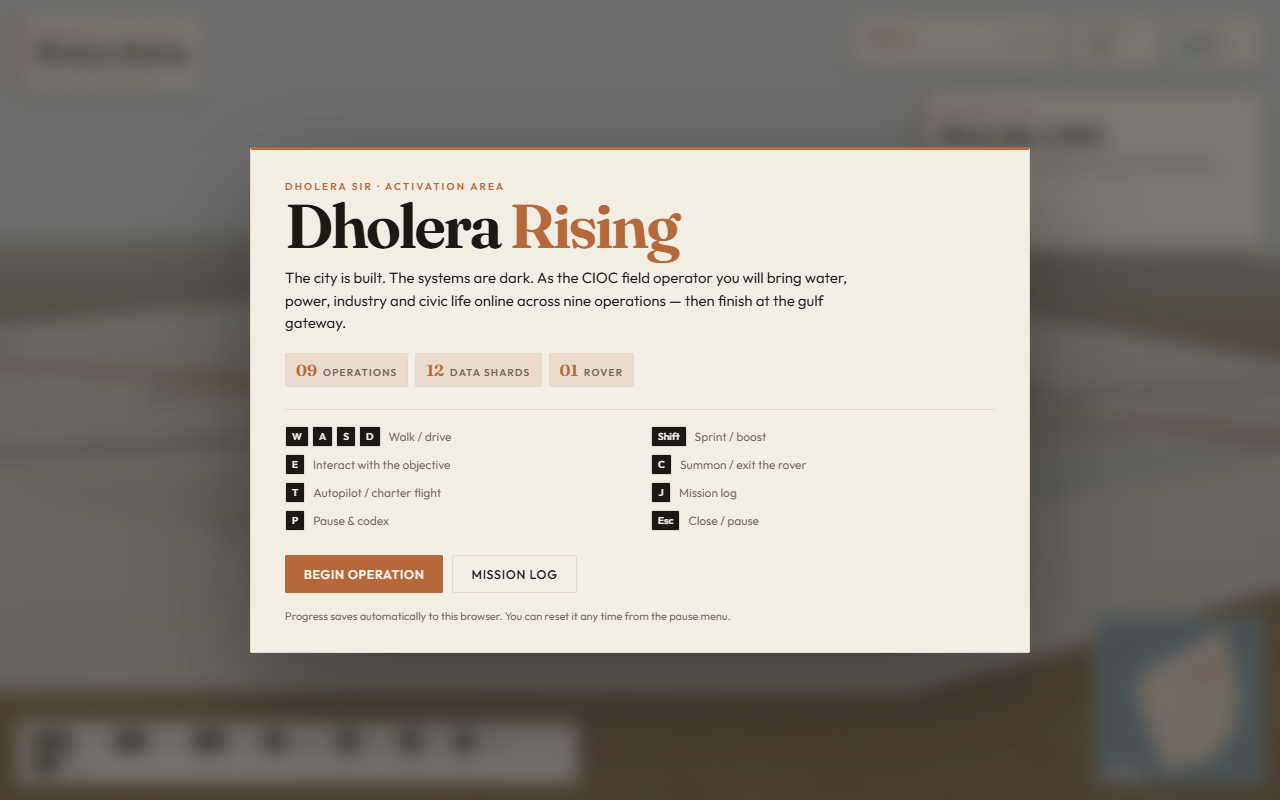 DHOLERA SIR · ACTIVATION AREA
Dholera Rising
The city is built. The systems are dark. As the CIOC field operator you will bring water,
power, industry and civic life online across nine operations — then finish at the gulf
gateway.
09 OPERATIONS 12 DATA SHARDS 01 ROVER
W A S D Walk / drive
Shift Sprint / boost
E Interact with the objective
C Summon / exit the rover
T Autopilot / charter flight
J Mission log
P Pause & codex
Esc Close / pause
BEGIN OPERATION MISSION LOG
Progress saves automatically to this browser. You can reset it any time from the pause menu.